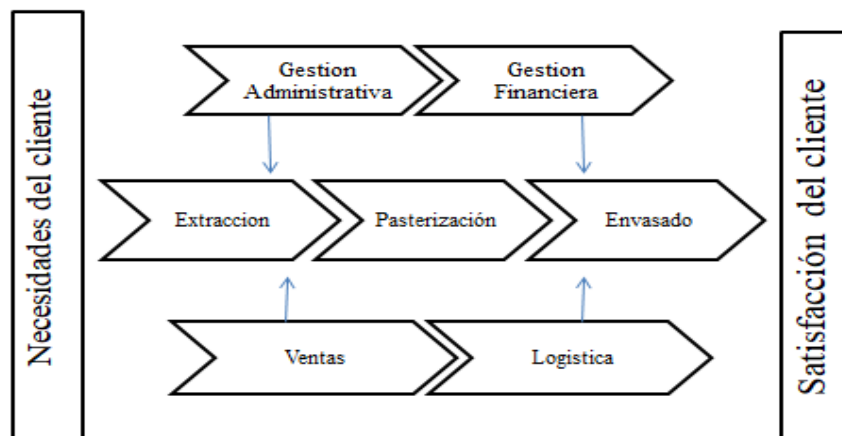 Necesidades del cliente
Gestion
Administrativa
Gestion
Financiera
Extraccion
Pasterización
Envasado
Ventas
Logistica
Satisfacción del cliente